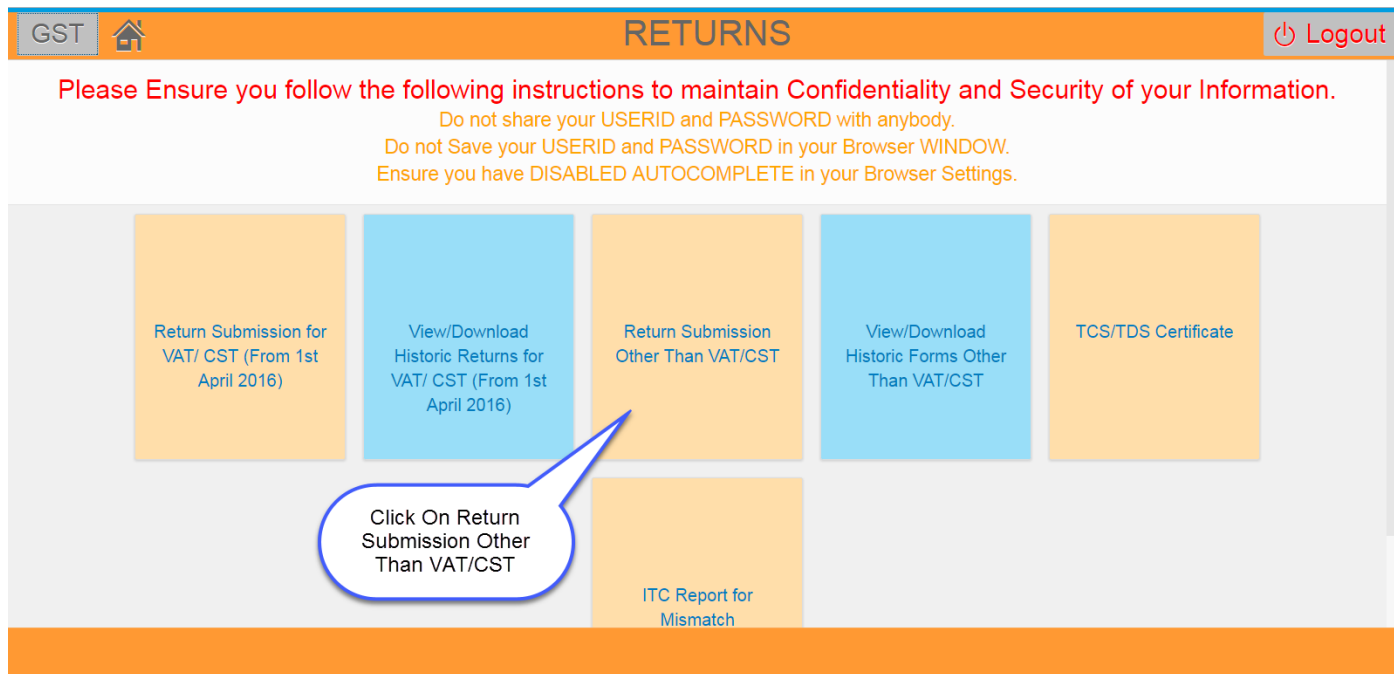 GST
RETURNS
Logout
Please Ensure you follow the following instructions to maintain Confidentiality and Security of your Information.
Do not share your USERID and PASSWORD with anybody.
Do not Save your USERID and PASSWORD in your Browser WINDOW.
Ensure you have DISABLED AUTOCOMPLETE in your Browser Settings.
Return Submission for
VAT/ CST (From 1st
April 2016)
View/Download
Historic Returns for
VAT/ CST (From 1st
April 2016)
Return Submission
Other Than VAT/CST
View/Download
Historic Forms Other
Than VAT/CST
TCS/TDS Certificate
Click On Return
Submission Other
Than VAT/CST
ITC Report for
Mismatch